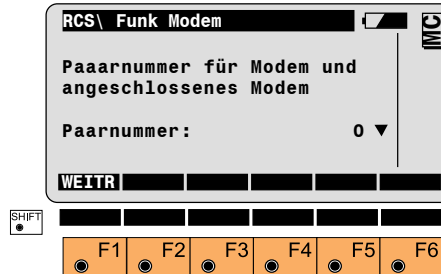 RCS\ Funk Modem
MC
Paaarnummer für Modem und
angeschlossenes Modem
Paarnummer: 0 ▼
WEITR
SHIFT
F1 F2 F3 F4 F5 F6